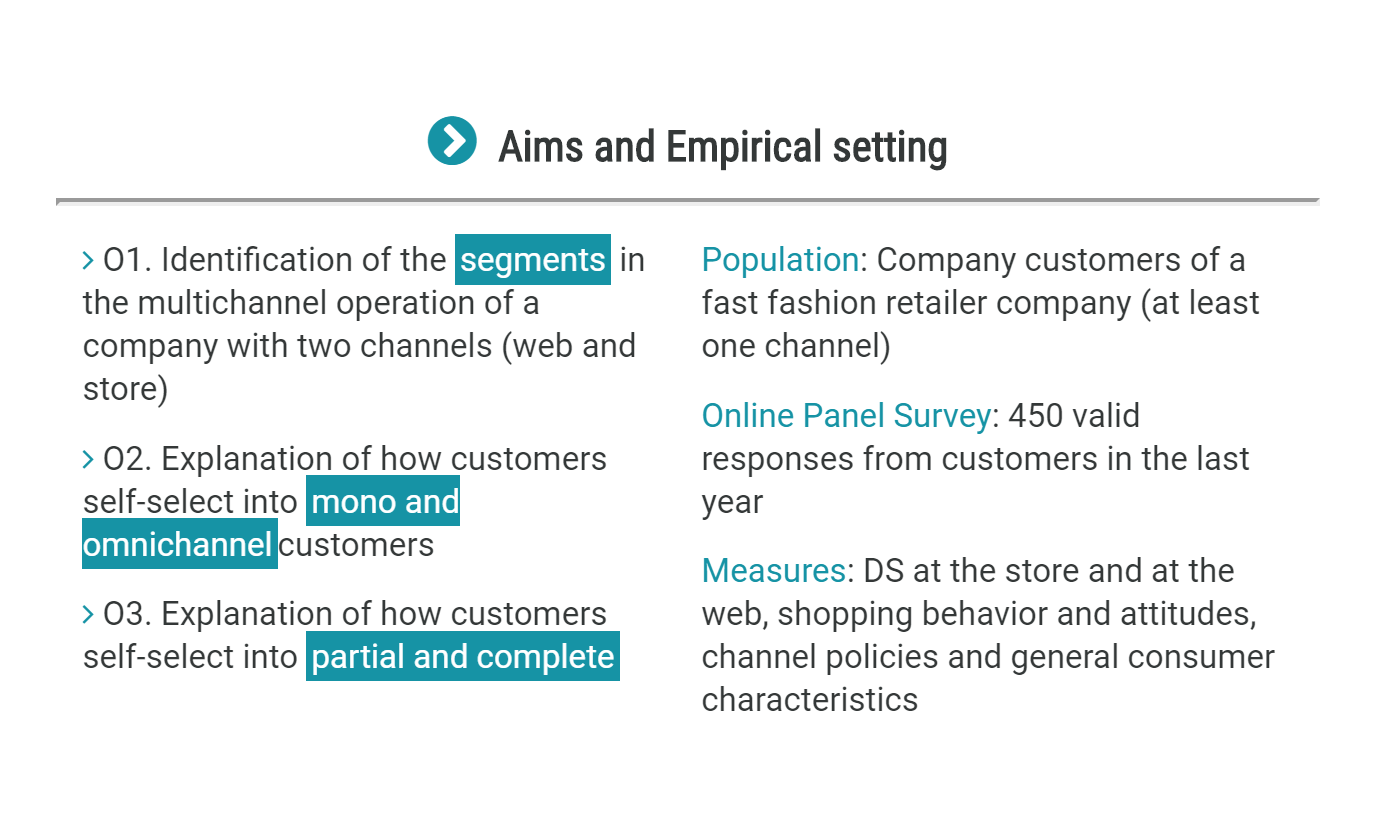 Aims and Empirical setting
O1. Identification of the segments in
the multichannel operation of a
company with two channels (web and
store)
O2. Explanation of how customers
self-select into mono and
omnichannel customers
O3. Explanation of how customers
self-select into partial and complete
Population: Company customers of a
fast fashion retailer company (at least
one channel)
Online Panel Survey: 450 valid
responses from customers in the last
year
Measures: DS at the store and at the
web, shopping behavior and attitudes,
channel policies and general consumer
characteristics